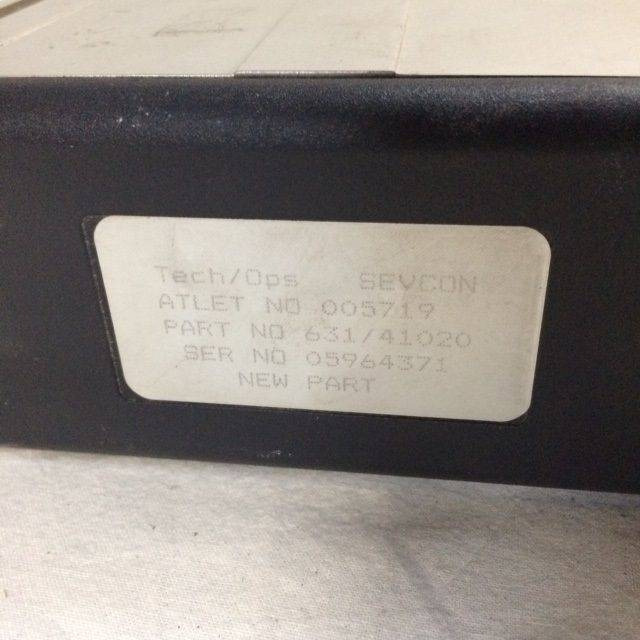 Tech/Ops SEVCON
ATLET NO 005719
PART NO 631/41020
SER NO 05964371
NEW PART